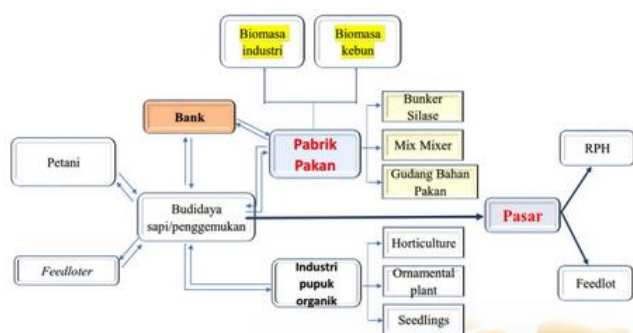 Biomasa
industri
Biomasa
kebun
Bank
Pabrik
Pakan
Bunker
Silase
Mix Mixer
Gudang Bahan
Pakan
RPH
Petani
Budidaya
sapi/penggemukan
Pasar
Feedloter
Industri
pupuk
organik
Horticulture
Ornamental
plant
Seedlings
Feedlot